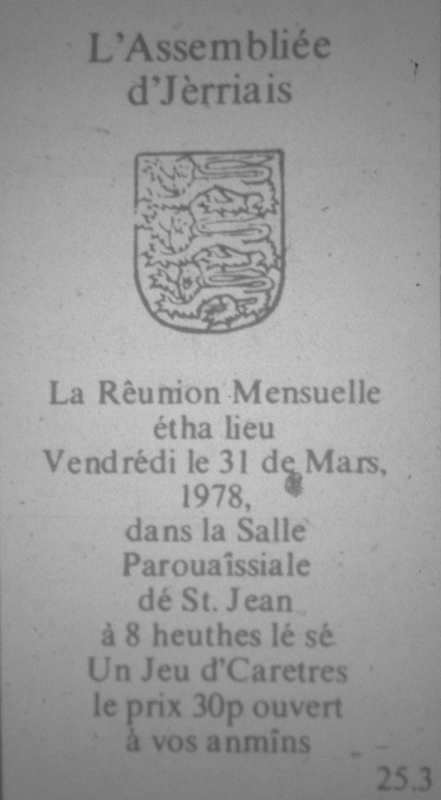 L'Assembliée
d'Jèrriais
La Rêunion Mensuelle
étha lieu
Vendrédi le 31 de Mars,
1978,
dans la Salle
Parouaîssiale
dé St. Jean
à 8 heuthes lé sé
Un Jeu d'Caretres
le prix 30p ouvert
à vos anmîns
25.3